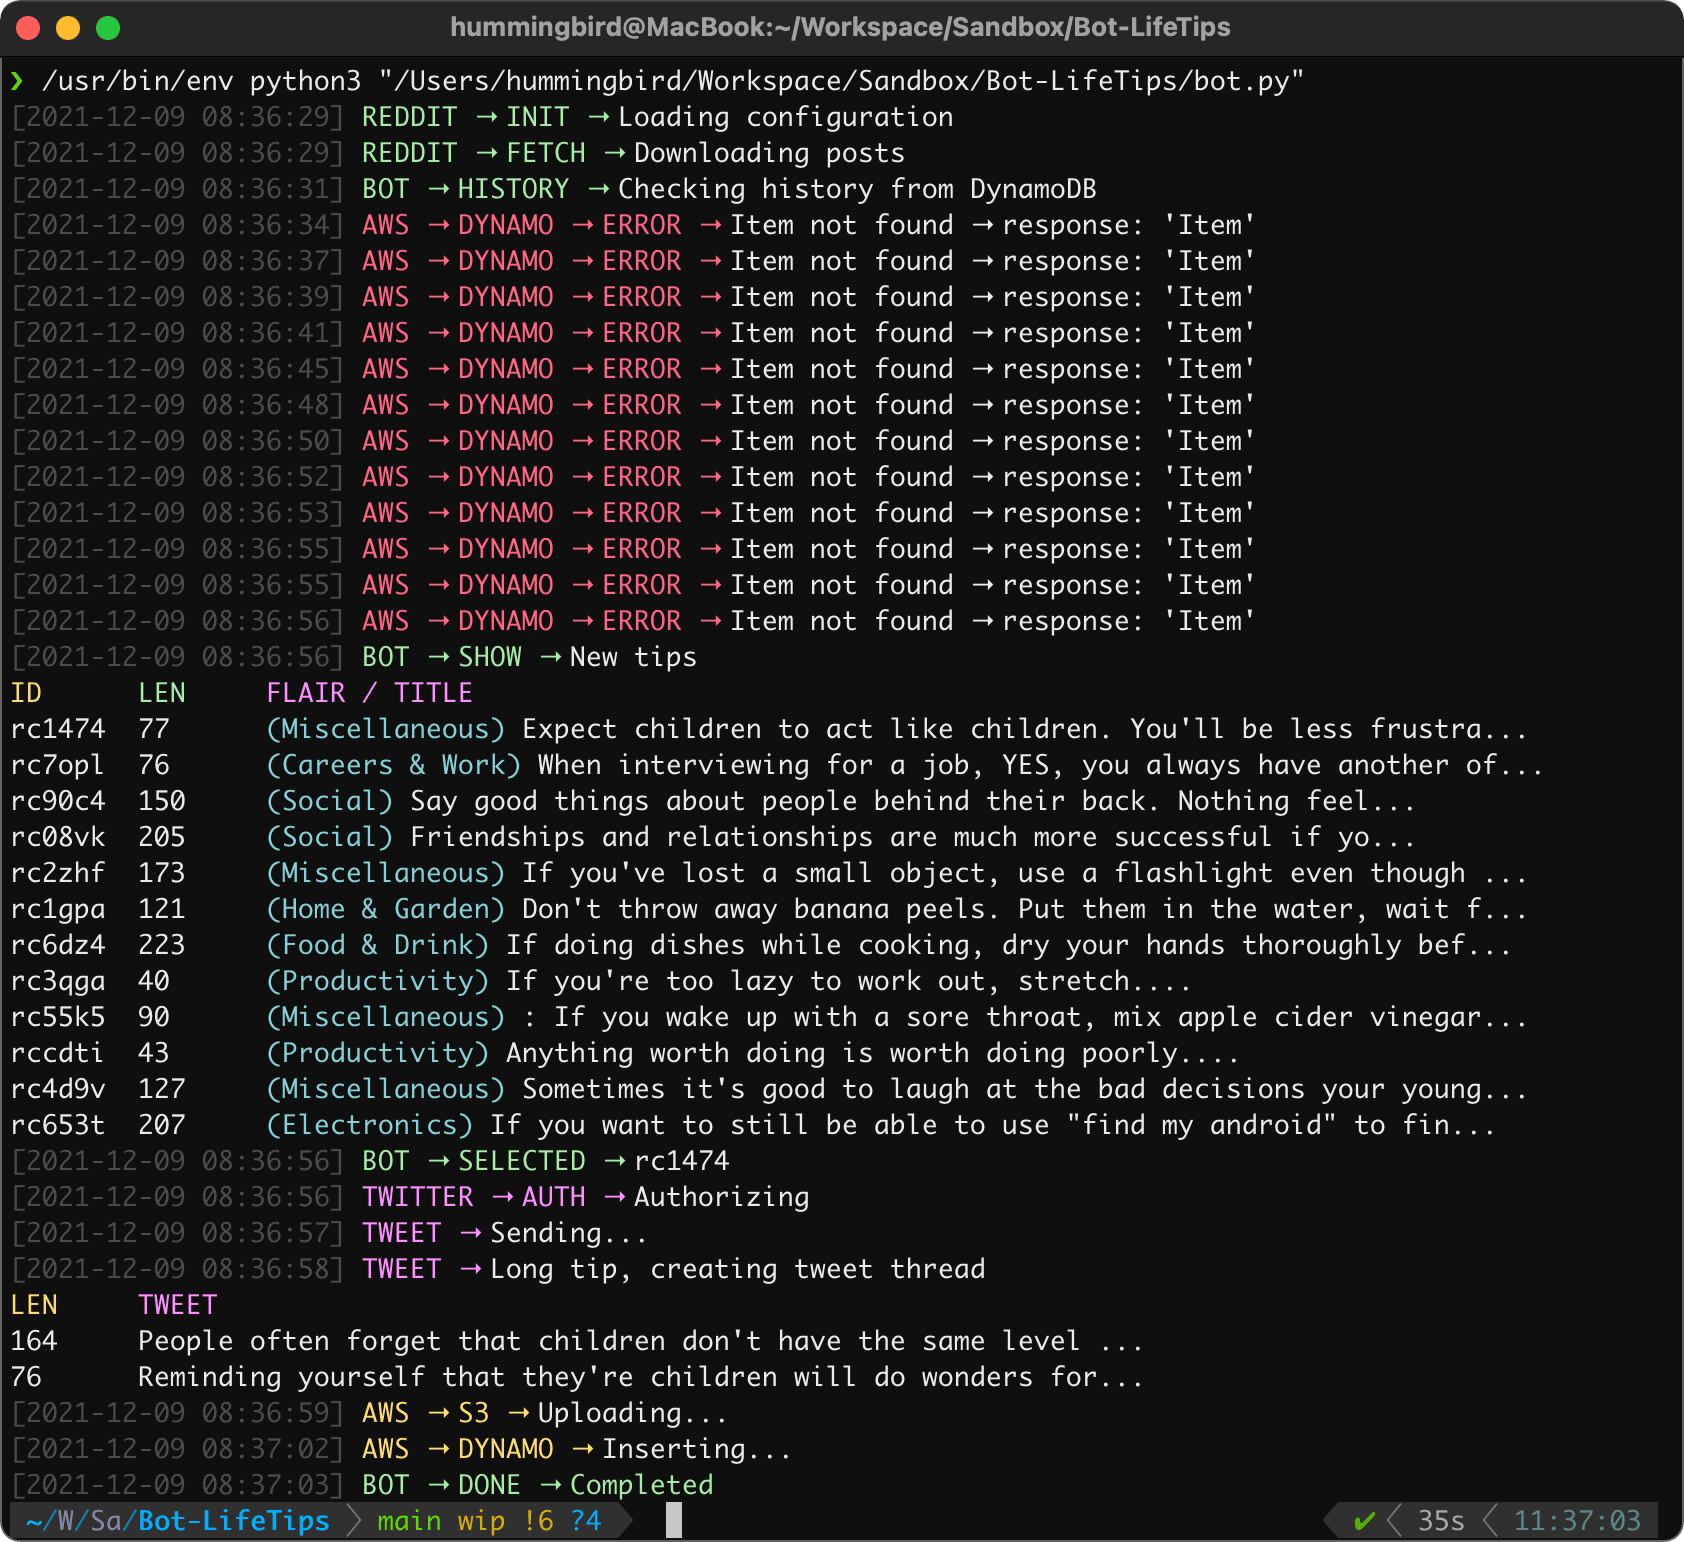 hummingbird@MacBook:~/Workspace/Sandbox/Bot-LifeTips
❯ /usr/bin/env python3 "/Users/hummingbird/Workspace/Sandbox/Bot-LifeTips/bot.py"
[2021-12-09 08:36:29] REDDIT → INIT → Loading configuration
[2021-12-09 08:36:29] REDDIT → FETCH → Downloading posts
[2021-12-09 08:36:31] BOT → HISTORY → Checking history from DynamoDB
[2021-12-09 08:36:34] AWS → DYNAMO → ERROR → Item not found → response: 'Item'
[2021-12-09 08:36:37] AWS → DYNAMO → ERROR → Item not found → response: 'Item'
[2021-12-09 08:36:39] AWS → DYNAMO → ERROR → Item not found → response: 'Item'
[2021-12-09 08:36:41] AWS → DYNAMO → ERROR → Item not found → response: 'Item'
[2021-12-09 08:36:45] AWS → DYNAMO → ERROR → Item not found → response: 'Item'
[2021-12-09 08:36:48] AWS → DYNAMO → ERROR → Item not found → response: 'Item'
[2021-12-09 08:36:50] AWS → DYNAMO → ERROR → Item not found → response: 'Item'
[2021-12-09 08:36:52] AWS → DYNAMO → ERROR → Item not found → response: 'Item'
[2021-12-09 08:36:53] AWS → DYNAMO → ERROR → Item not found → response: 'Item'
[2021-12-09 08:36:55] AWS → DYNAMO → ERROR → Item not found → response: 'Item'
[2021-12-09 08:36:55] AWS → DYNAMO → ERROR → Item not found → response: 'Item'
[2021-12-09 08:36:56] AWS → DYNAMO → ERROR → Item not found → response: 'Item'
[2021-12-09 08:36:56] BOT → SHOW → New tips
ID      LEN     FLAIR / TITLE
rc1474  77      (Miscellaneous) Expect children to act like children. You'll be less frustra...
rc7opl  76      (Careers & Work) When interviewing for a job, YES, you always have another of...
rc90c4  150     (Social) Say good things about people behind their back. Nothing feel...
rc08vk  205     (Social) Friendships and relationships are much more successful if yo...
rc2zhf  173     (Miscellaneous) If you've lost a small object, use a flashlight even though ...
rc1gpa  121     (Home & Garden) Don't throw away banana peels. Put them in the water, wait f...
rc6dz4  223     (Food & Drink) If doing dishes while cooking, dry your hands thoroughly bef...
rc3qga  40      (Productivity) If you're too lazy to work out, stretch....
rc55k5  90      (Miscellaneous) : If you wake up with a sore throat, mix apple cider vinegar...
rccdti  43      (Productivity) Anything worth doing is worth doing poorly....
rc4d9v  127     (Miscellaneous) Sometimes it's good to laugh at the bad decisions your young...
rc653t  207     (Electronics) If you want to still be able to use "find my android" to fin...
[2021-12-09 08:36:56] BOT → SELECTED → rc1474
[2021-12-09 08:36:56] TWITTER → AUTH → Authorizing
[2021-12-09 08:36:57] TWEET → Sending...
[2021-12-09 08:36:58] TWEET → Long tip, creating tweet thread
LEN     TWEET
164     People often forget that children don't have the same level ...
76      Reminding yourself that they're children will do wonders for...
[2021-12-09 08:36:59] AWS → S3 → Uploading...
[2021-12-09 08:37:02] AWS → DYNAMO → Inserting...
[2021-12-09 08:37:03] BOT → DONE → Completed
~/W/Sa/Bot-LifeTips main wip !6 ?4 ✔ 35s 11:37:03